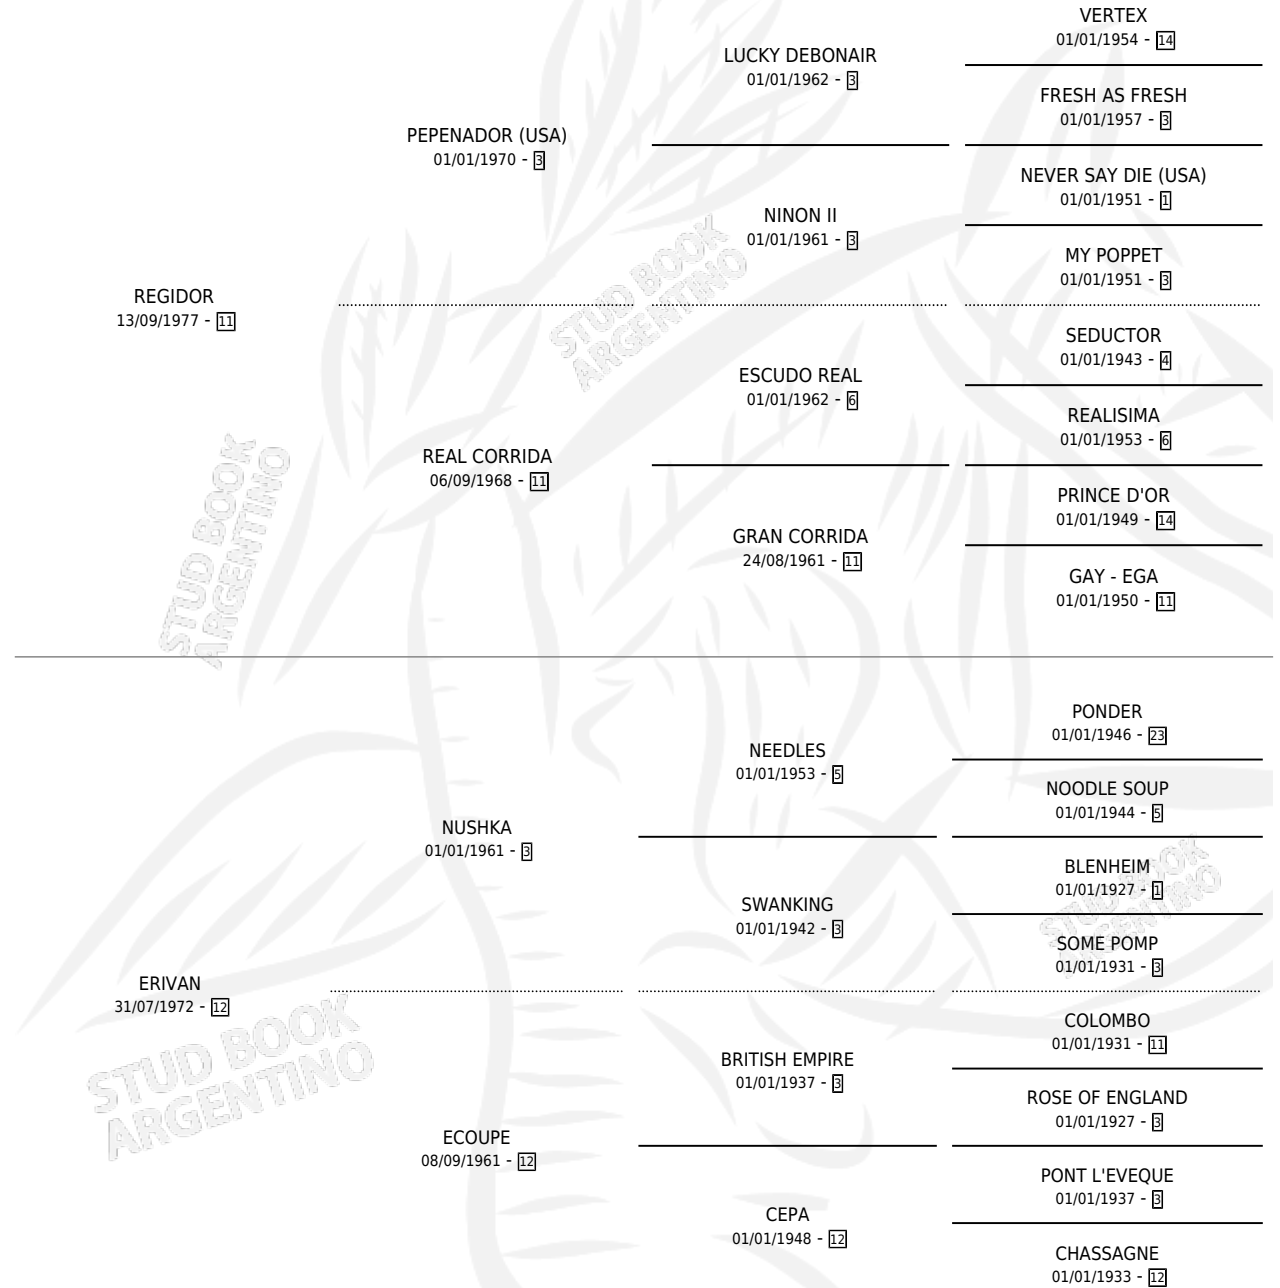 VERTEX
01/01/1954 - 14
LUCKY DEBONAIR
01/01/1962 - 3
FRESH AS FRESH
01/01/1957 - 3
PEPENADOR (USA)
01/01/1970 - 3
NEVER SAY DIE (USA)
01/01/1951 - 1
NINON II
01/01/1961 - 3
MY POPPET
01/01/1951 - 3
REGIDOR
13/09/1977 - 11
SEDUCTOR
01/01/1943 - 4
ESCUDO REAL
01/01/1962 - 6
REALISIMA
01/01/1953 - 6
REAL CORRIDA
06/09/1968 - 11
PRINCE D'OR
01/01/1949 - 14
GRAN CORRIDA
24/08/1961 - 11
GAY - EGA
01/01/1950 - 11
STUD BOOK
ARGENTINO
STUD BOOK
ARGENTINO
PONDER
01/01/1946 - 23
NEEDLES
01/01/1953 - 5
NOODLE SOUP
01/01/1944 - 5
NUSHKA
01/01/1961 - 3
BLENHEIM
01/01/1927 - 1
SWANKING
01/01/1942 - 3
SOME POMP
01/01/1931 - 3
STUD BOOK
ARGENTINO
ERIVAN
31/07/1972 - 12
COLOMBO
01/01/1931 - 11
BRITISH EMPIRE
01/01/1937 - 3
ROSE OF ENGLAND
01/01/1927 - 3
ECOUPE
08/09/1961 - 12
PONT L'EVEQUE
01/01/1937 - 3
CEPA
01/01/1948 - 12
CHASSAGNE
01/01/1933 - 12
STUD BOOK
ARGENTINO